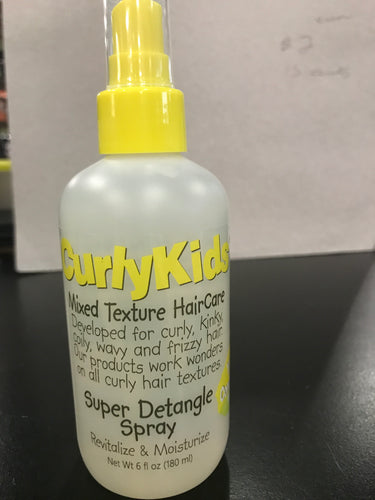 $2
CurlyKids
Mixed Texture HairCare
Developed for curly, kinky,
coily, wavy and frizzy hair.
Our products work wonders
on all curly hair textures.
Super Detangle
Spray
Revitalize & Moisturize
Net Wt 6 fl oz (180 ml)